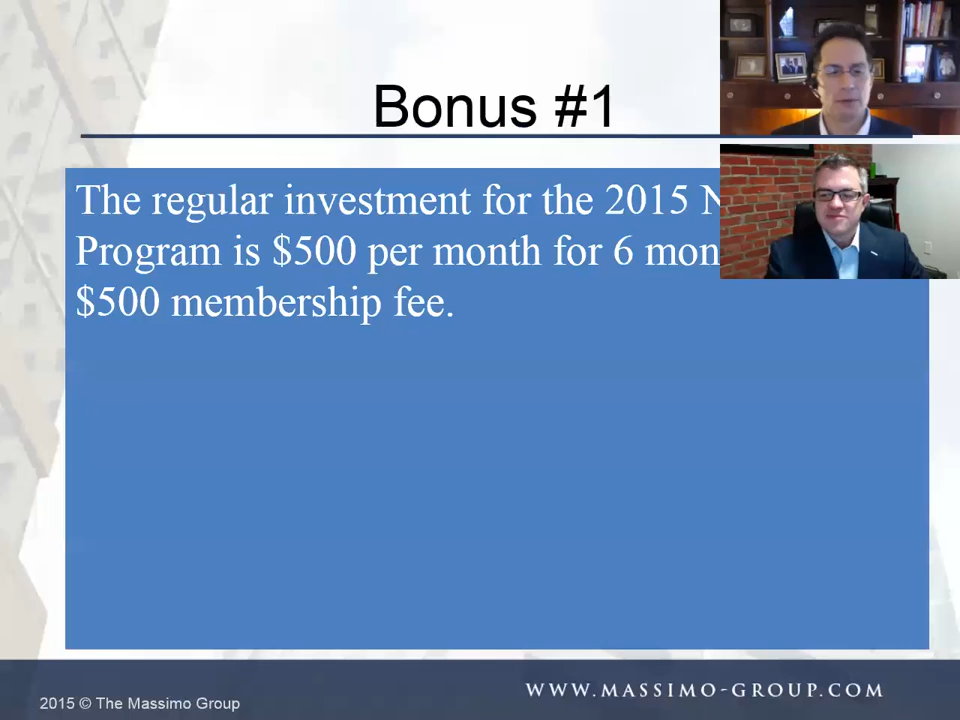 Bonus #1
The regular investment for the 2015
Program is $500 per month for 6
$500 membership fee.
2015 © The Massimo Group
WWW.MASSIMO-GROUP.COM